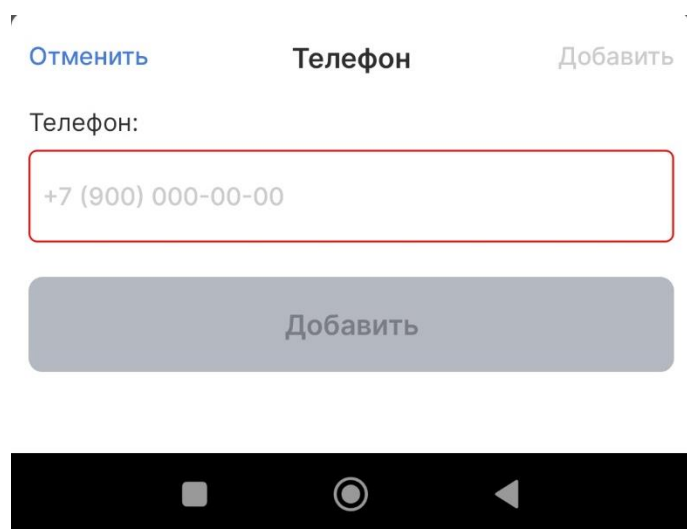 Отменить Телефон Добавить
Телефон:
+7 (900) 000-00-00
Добавить